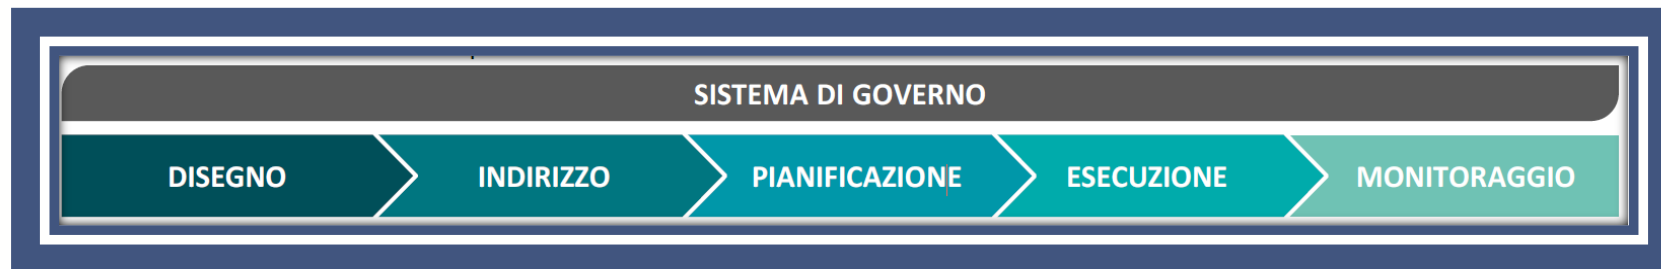 SISTEMA DI GOVERNO
DISEGNO INDIRIZZO PIANIFICAZIONE ESECUZIONE MONITORAGGIO